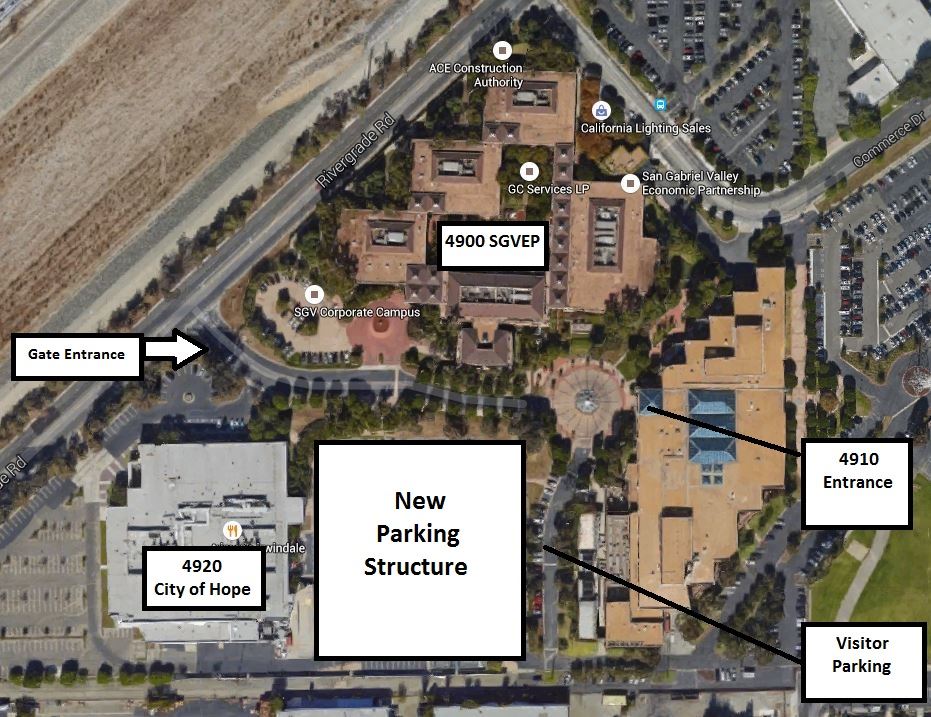 ACE Construction
Authority
California Lighting Sales
Rivergrade Rd
Commerce Dr
GC Services LP
San Gabriel Valley
Economic Partnership
4900 SGVEP
SGV Corporate Campus
Gate Entrance
4910
Entrance
New
Parking
Structure
Rd
windale
4920
City of Hope
Visitor
Parking